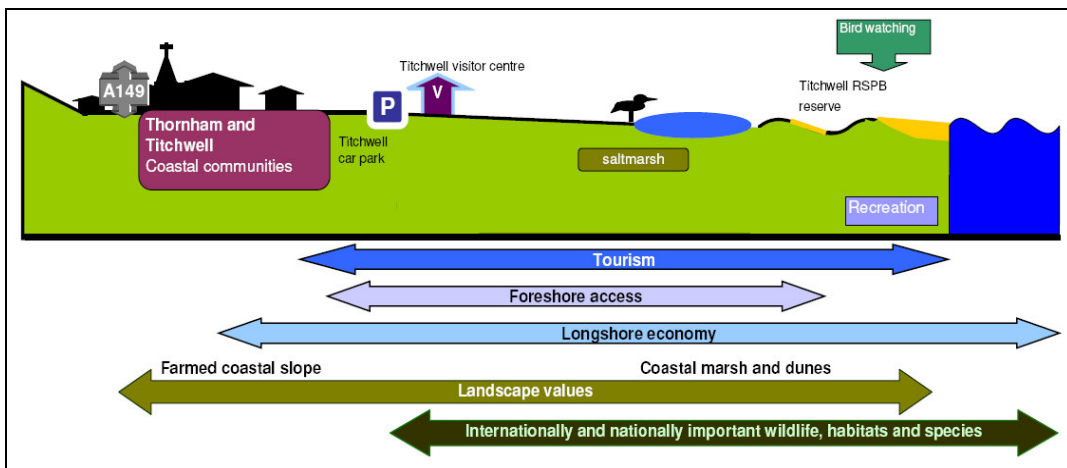 Bird watching
A149
Titchwell visitor centre
V
Titchwell RSPB
reserve
P
Thornham and
Titchwell
Coastal communities
Titchwell
car park
saltmarsh
Recreation
Tourism
Foreshore access
Longshore economy
Farmed coastal slope
Coastal marsh and dunes
Landscape values
Internationally and nationally important wildlife, habitats and species